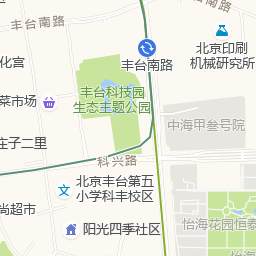 丰台南路
北京印刷
机械研究所
丰台南路
化宫
丰台科技园
生态主题公园
菜市场
中海甲叁号院
庄子二里
科兴路
北京丰台第五
小学科丰校区
尚超市
怡海花园恒泰
阳光四季社区